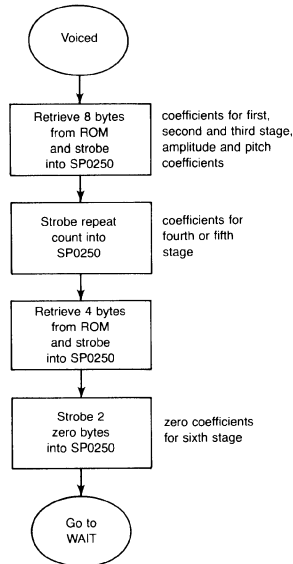 Voiced
Retrieve 8 bytes
from ROM
and strobe
into SP0250
coefficients for first,
second and third stage,
amplitude and pitch
coefficients
Strobe repeat
count into
SP0250
coefficients for
fourth or fifth
stage
Retrieve 4 bytes
from ROM
and strobe
into SP0250
Strobe 2
zero bytes
into SP0250
zero coefficients
for sixth stage
Go to
WAIT